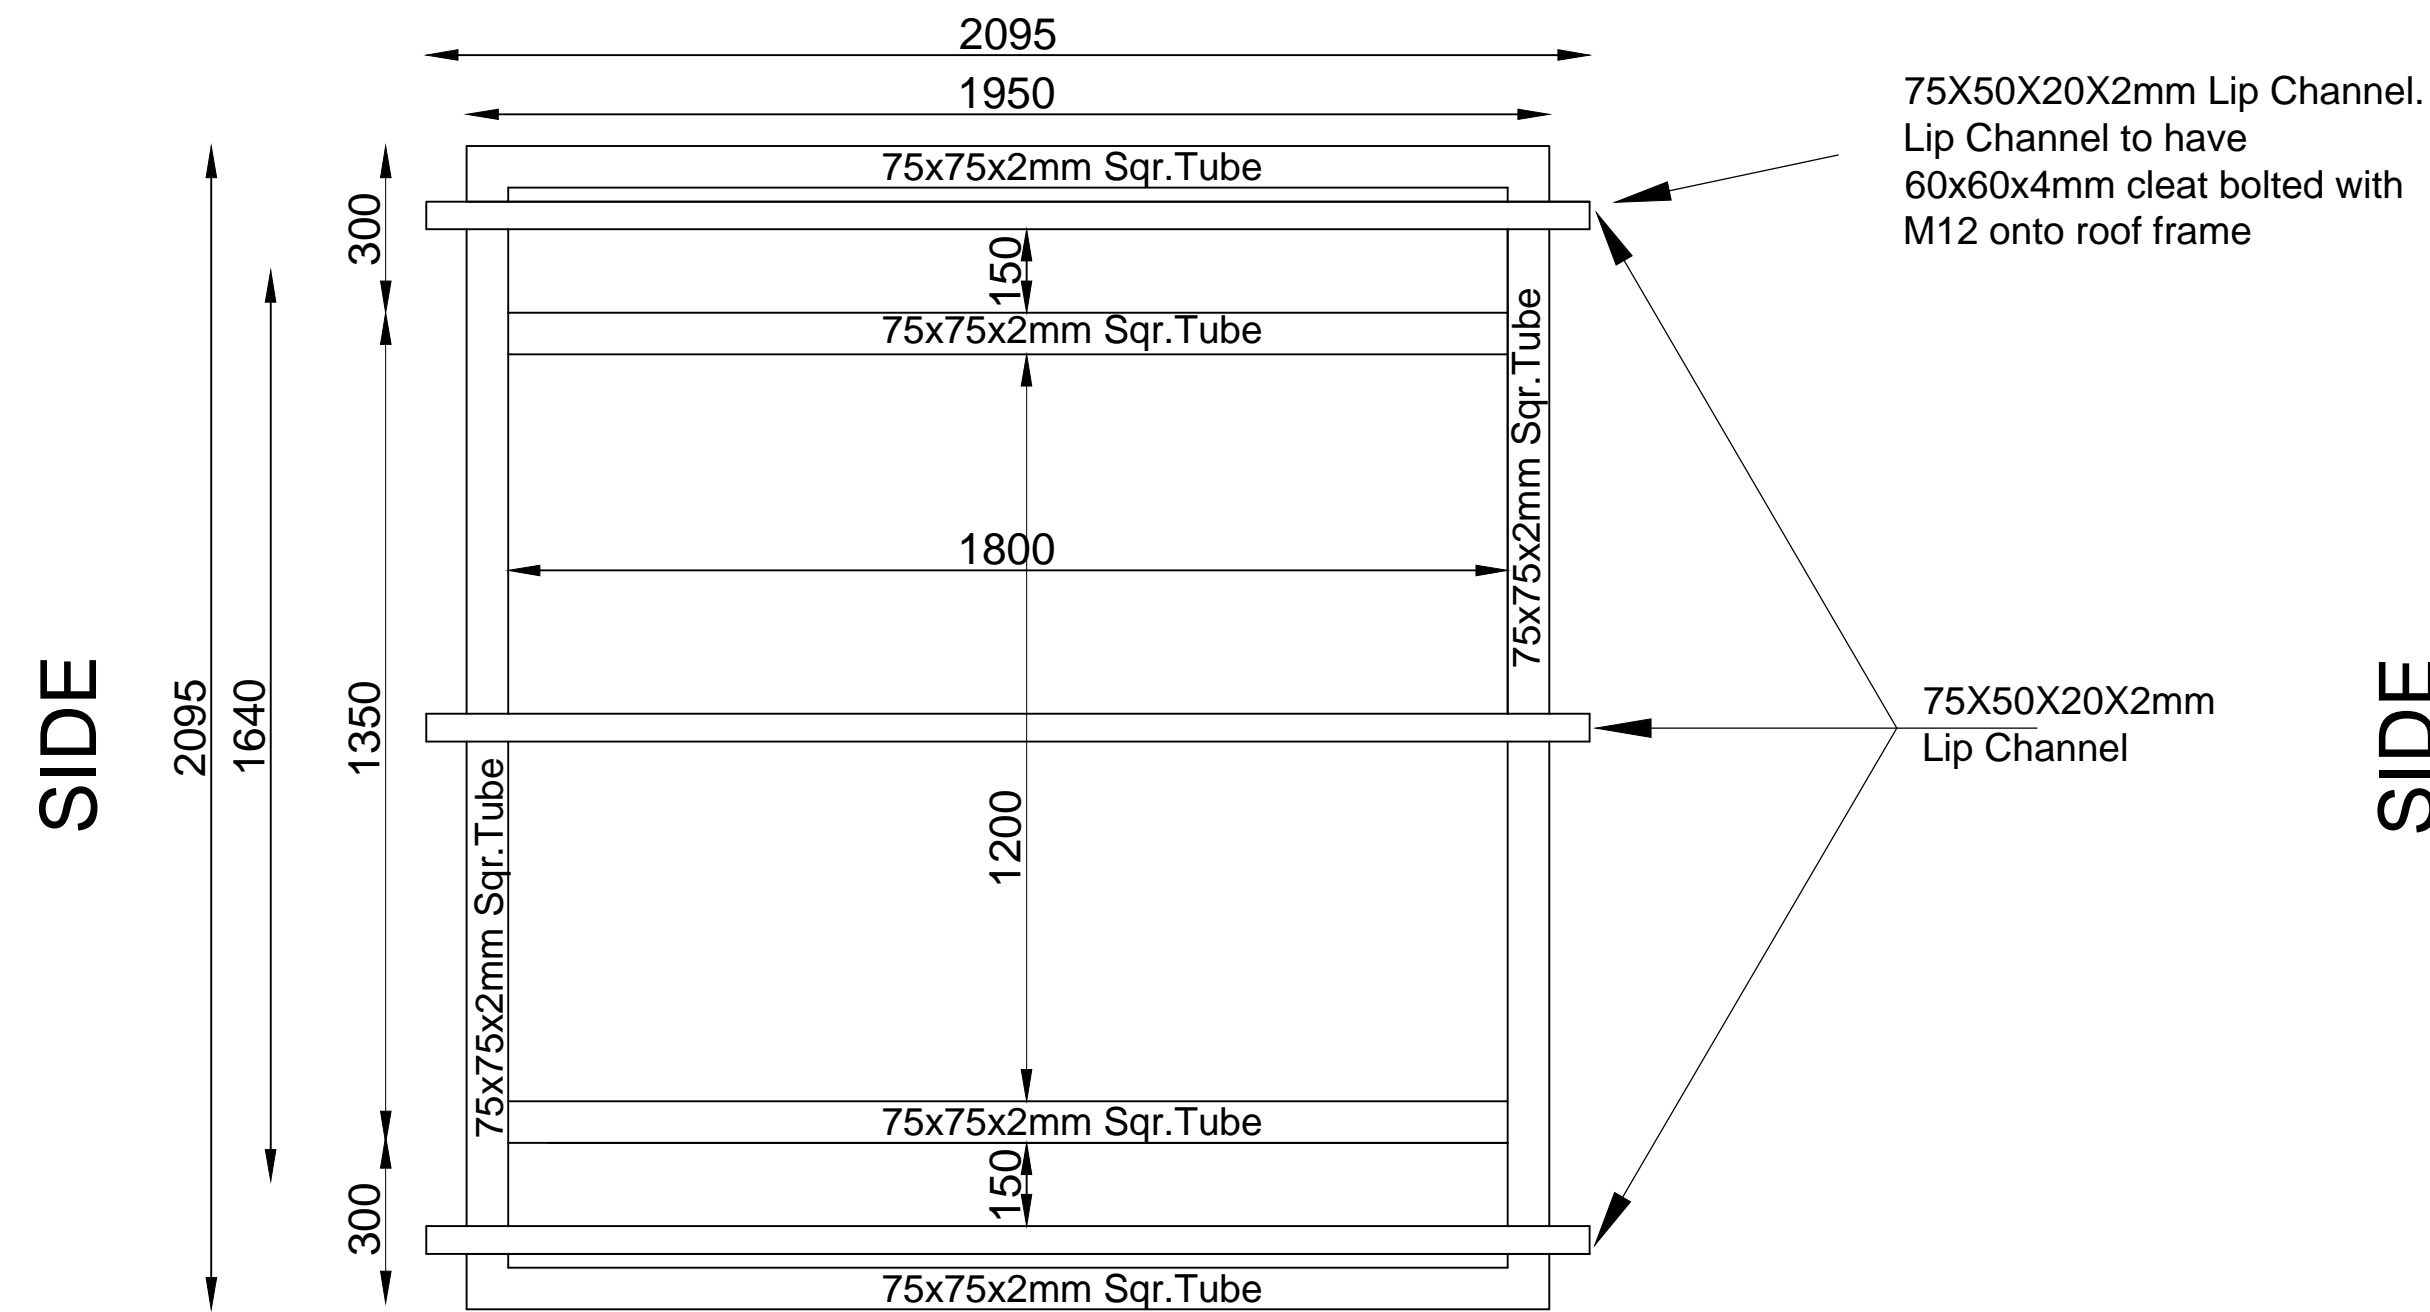 2095
1950
75X50X20X2mm Lip Channel.
Lip Channel to have
60x60x4mm cleat bolted with
M12 onto roof frame
75x75x2mm Sqr.Tube
300
150
75x75x2mm Sqr.Tube
75x75x2mm Sqr.Tube
1800
SIDE
2095
1640
1350
75X50X20X2mm
Lip Channel
SIDE
75x75x2mm Sqr.Tube
1200
75x75x2mm Sqr.Tube
150
300
75x75x2mm Sqr.Tube